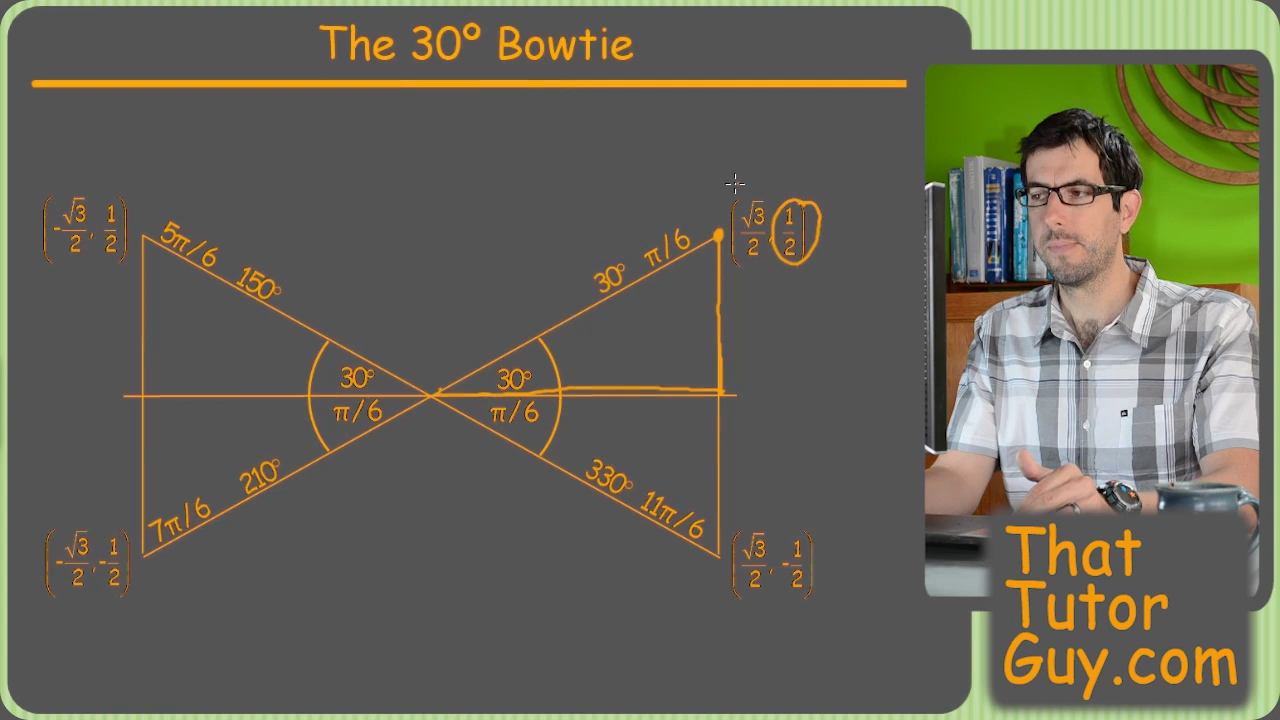 The 30º Bowtie
(-√3/2, 1/2)
5π/6 150°
30° π/6
(√3/2, 1/2)
30°
π/6
30°
π/6
7π/6 210°
(-√3/2, -1/2)
330° 11π/6
(√3/2, -1/2)
That
Tutor
Guy.com